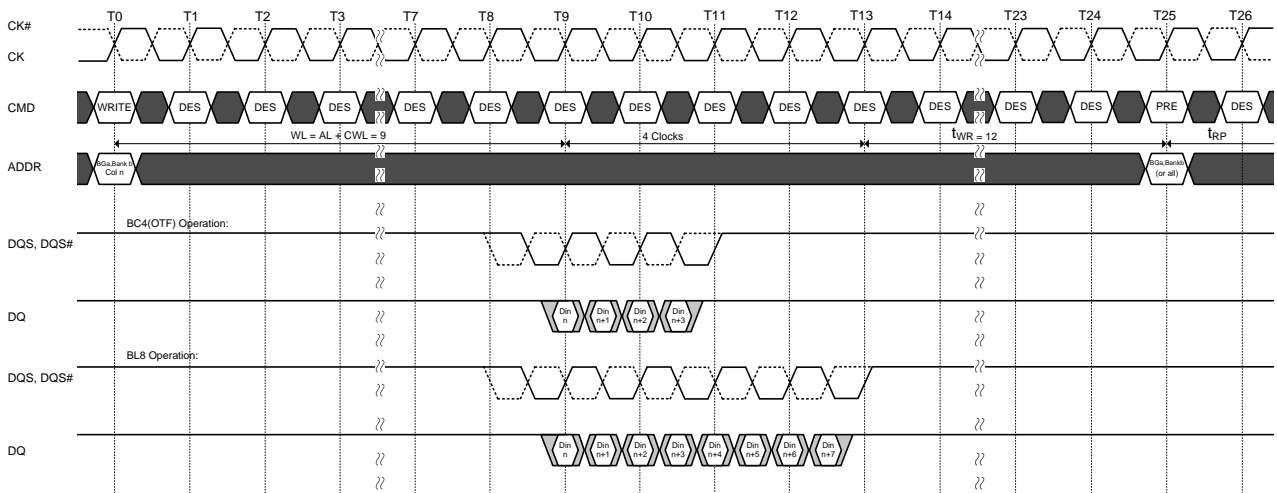 CK#
T0 T1 T2 T3 T7 T8 T9 T10 T11 T12 T13 T14 T23 T24 T25 T26
CK
CMD WRITE DES DES DES DES DES DES DES DES DES DES DES DES DES PRE DES
WL = AL + CWL = 9 4 Clocks tWR = 12 tRP
ADDR
BGa,Bank b
Col n
BGa,Bankb
(or all)
BC4(OTF) Operation:
DQS, DQS#
DQ
Din n Din n+1 Din n+2 Din n+3
BL8 Operation:
DQS, DQS#
DQ
Din n Din n+1 Din n+2 Din n+3 Din n+4 Din n+5 Din n+6 Din n+7